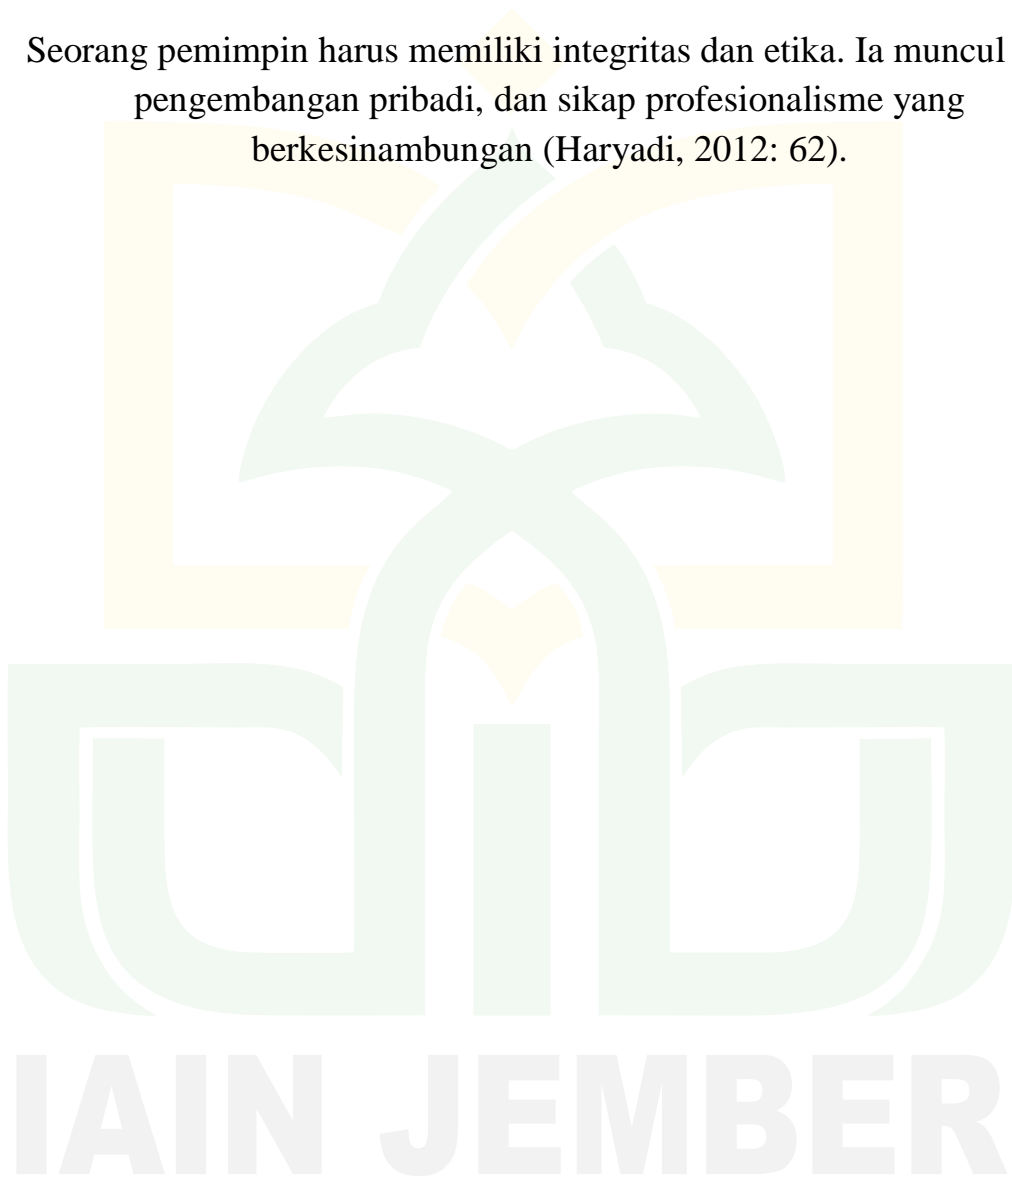 Seorang pemimpin harus memiliki integritas dan etika. Ia muncul
pengembangan pribadi, dan sikap profesionalisme yang
berkesinambungan (Haryadi, 2012: 62).
IAIN JEMBER